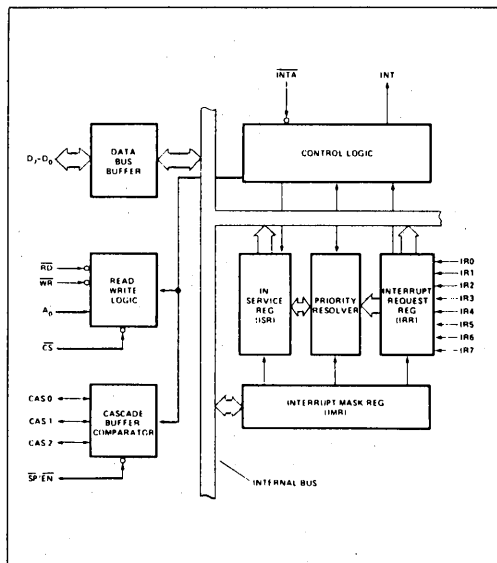 INTA
INT
D7-D0
DATA
BUS
BUFFER
CONTROL LOGIC
RD
WR
A0
CS
READ
WRITE
LOGIC
IN
SERVICE
REG
(ISR)
PRIORITY
RESOLVER
INTERRUPT
REQUEST
REG
(IRR)
IR0
IR1
IR2
IR3
IR4
IR5
IR6
IR7
CAS 0
CAS 1
CAS 2
CASCADE
BUFFER
COMPARATOR
INTERRUPT MASK REG
(IMR)
SP/EN
INTERNAL BUS